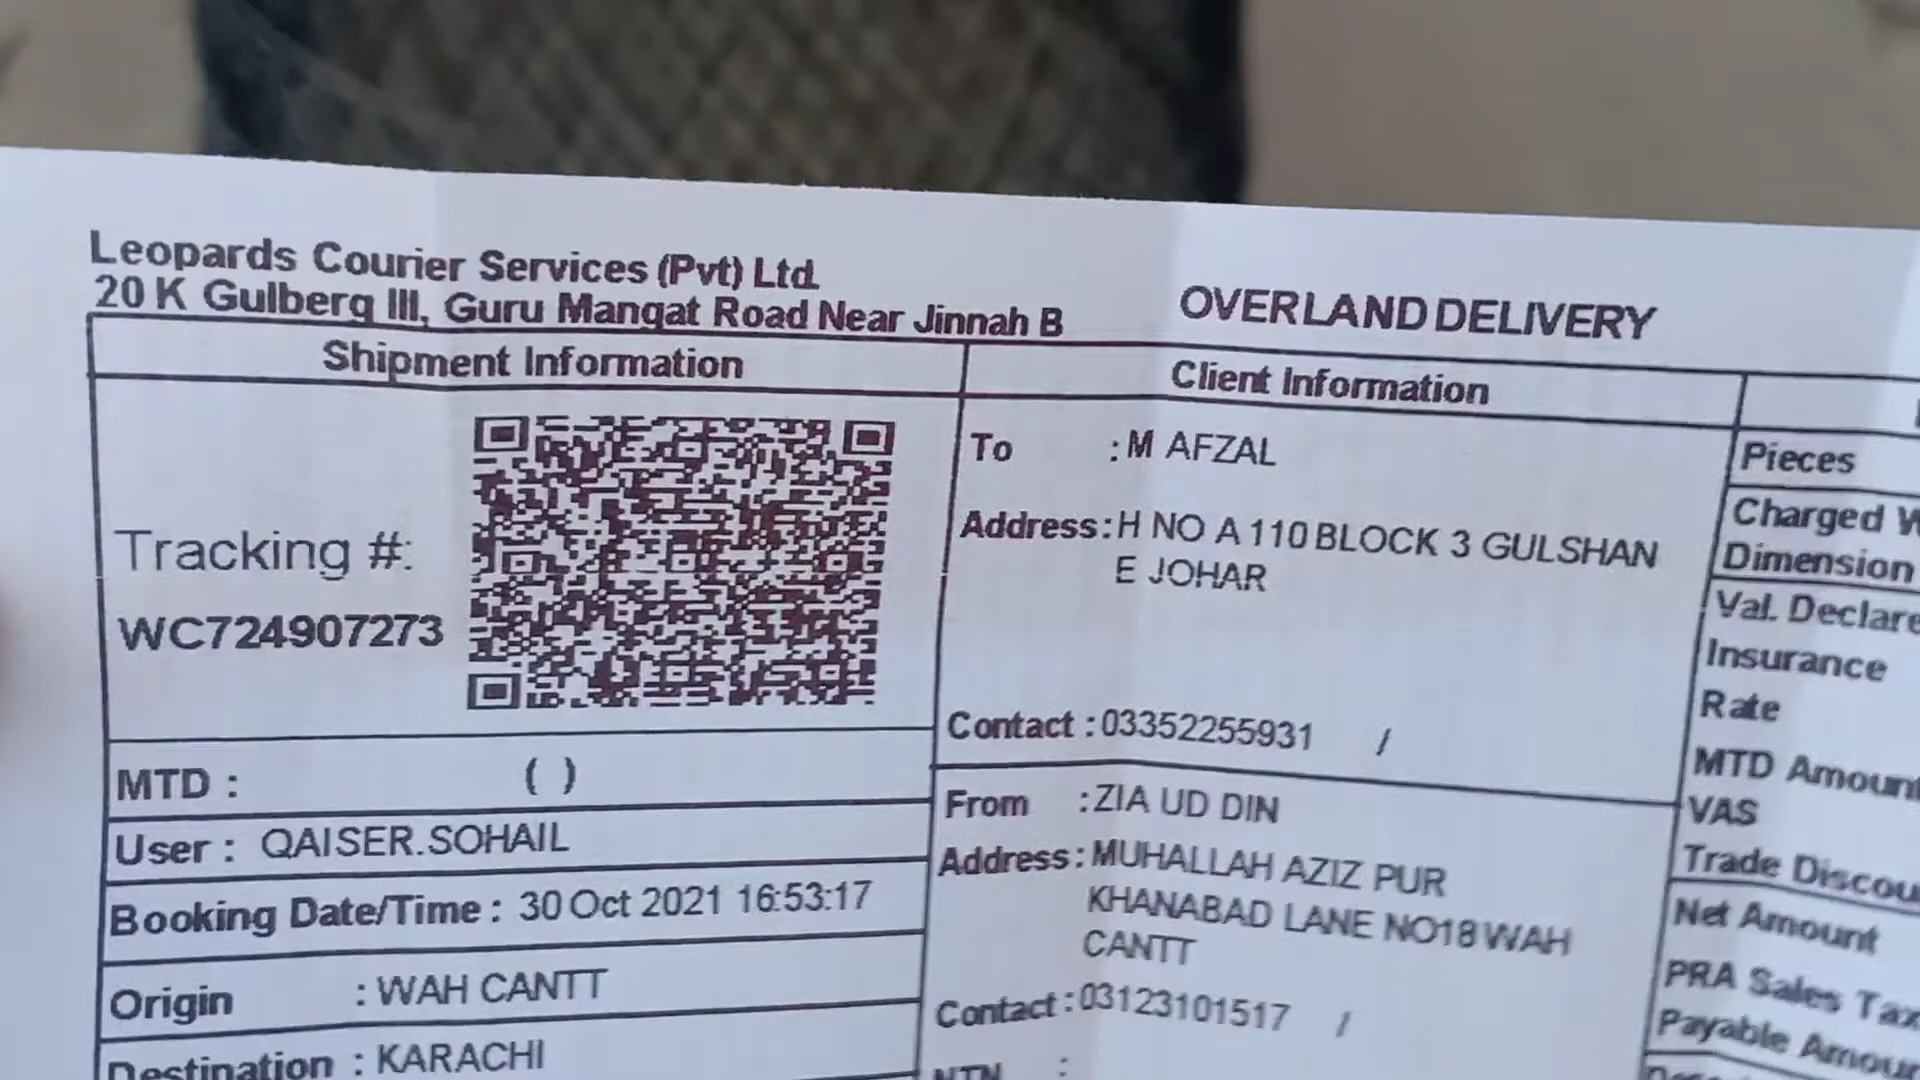 Leopards Courier Services (Pvt) Ltd.
20 K Gulberg III, Guru Mangat Road Near Jinnah B
OVERLAND DELIVERY
Shipment Information
Client Information
Tracking #:
WC724907273
To : M AFZAL
Address: H NO A 110 BLOCK 3 GULSHAN
E JOHAR
Contact : 03352255931 /
MTD : ( )
User : QAISER.SOHAIL
Booking Date/Time : 30 Oct 2021 16:53:17
Origin : WAH CANTT
Destination : KARACHI
From : ZIA UD DIN
Address: MUHALLAH AZIZ PUR
KHANABAD LANE NO18 WAH
CANTT
Contact : 03123101517 /
NTN :
Pieces
Charged W
Dimension
Val. Declare
Insurance
Rate
MTD Amount
VAS
Trade Discou
Net Amount
PRA Sales Tax
Payable Amou